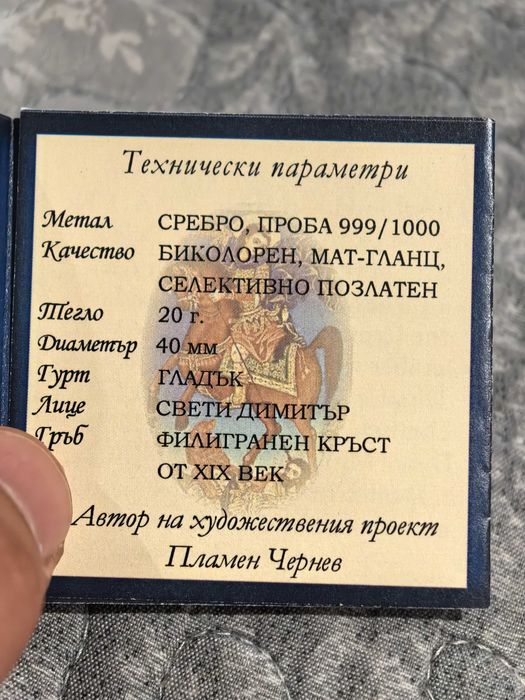 Технически параметри
Метал СРЕБРО, ПРОБА 999/1000
Качество БИКОЛОРЕН, МАТ-ГЛАНЦ,
СЕЛЕКТИВНО ПОЗЛАТЕН
Тегло 20 г.
Диаметър 40 мм
Гурт ГЛАДЪК
Лице СВЕТИ ДИМИТЪР
Гръб ФИЛИГРАНЕН КРЪСТ
ОТ XIX ВЕК
Автор на художествения проект
Пламен Чернев